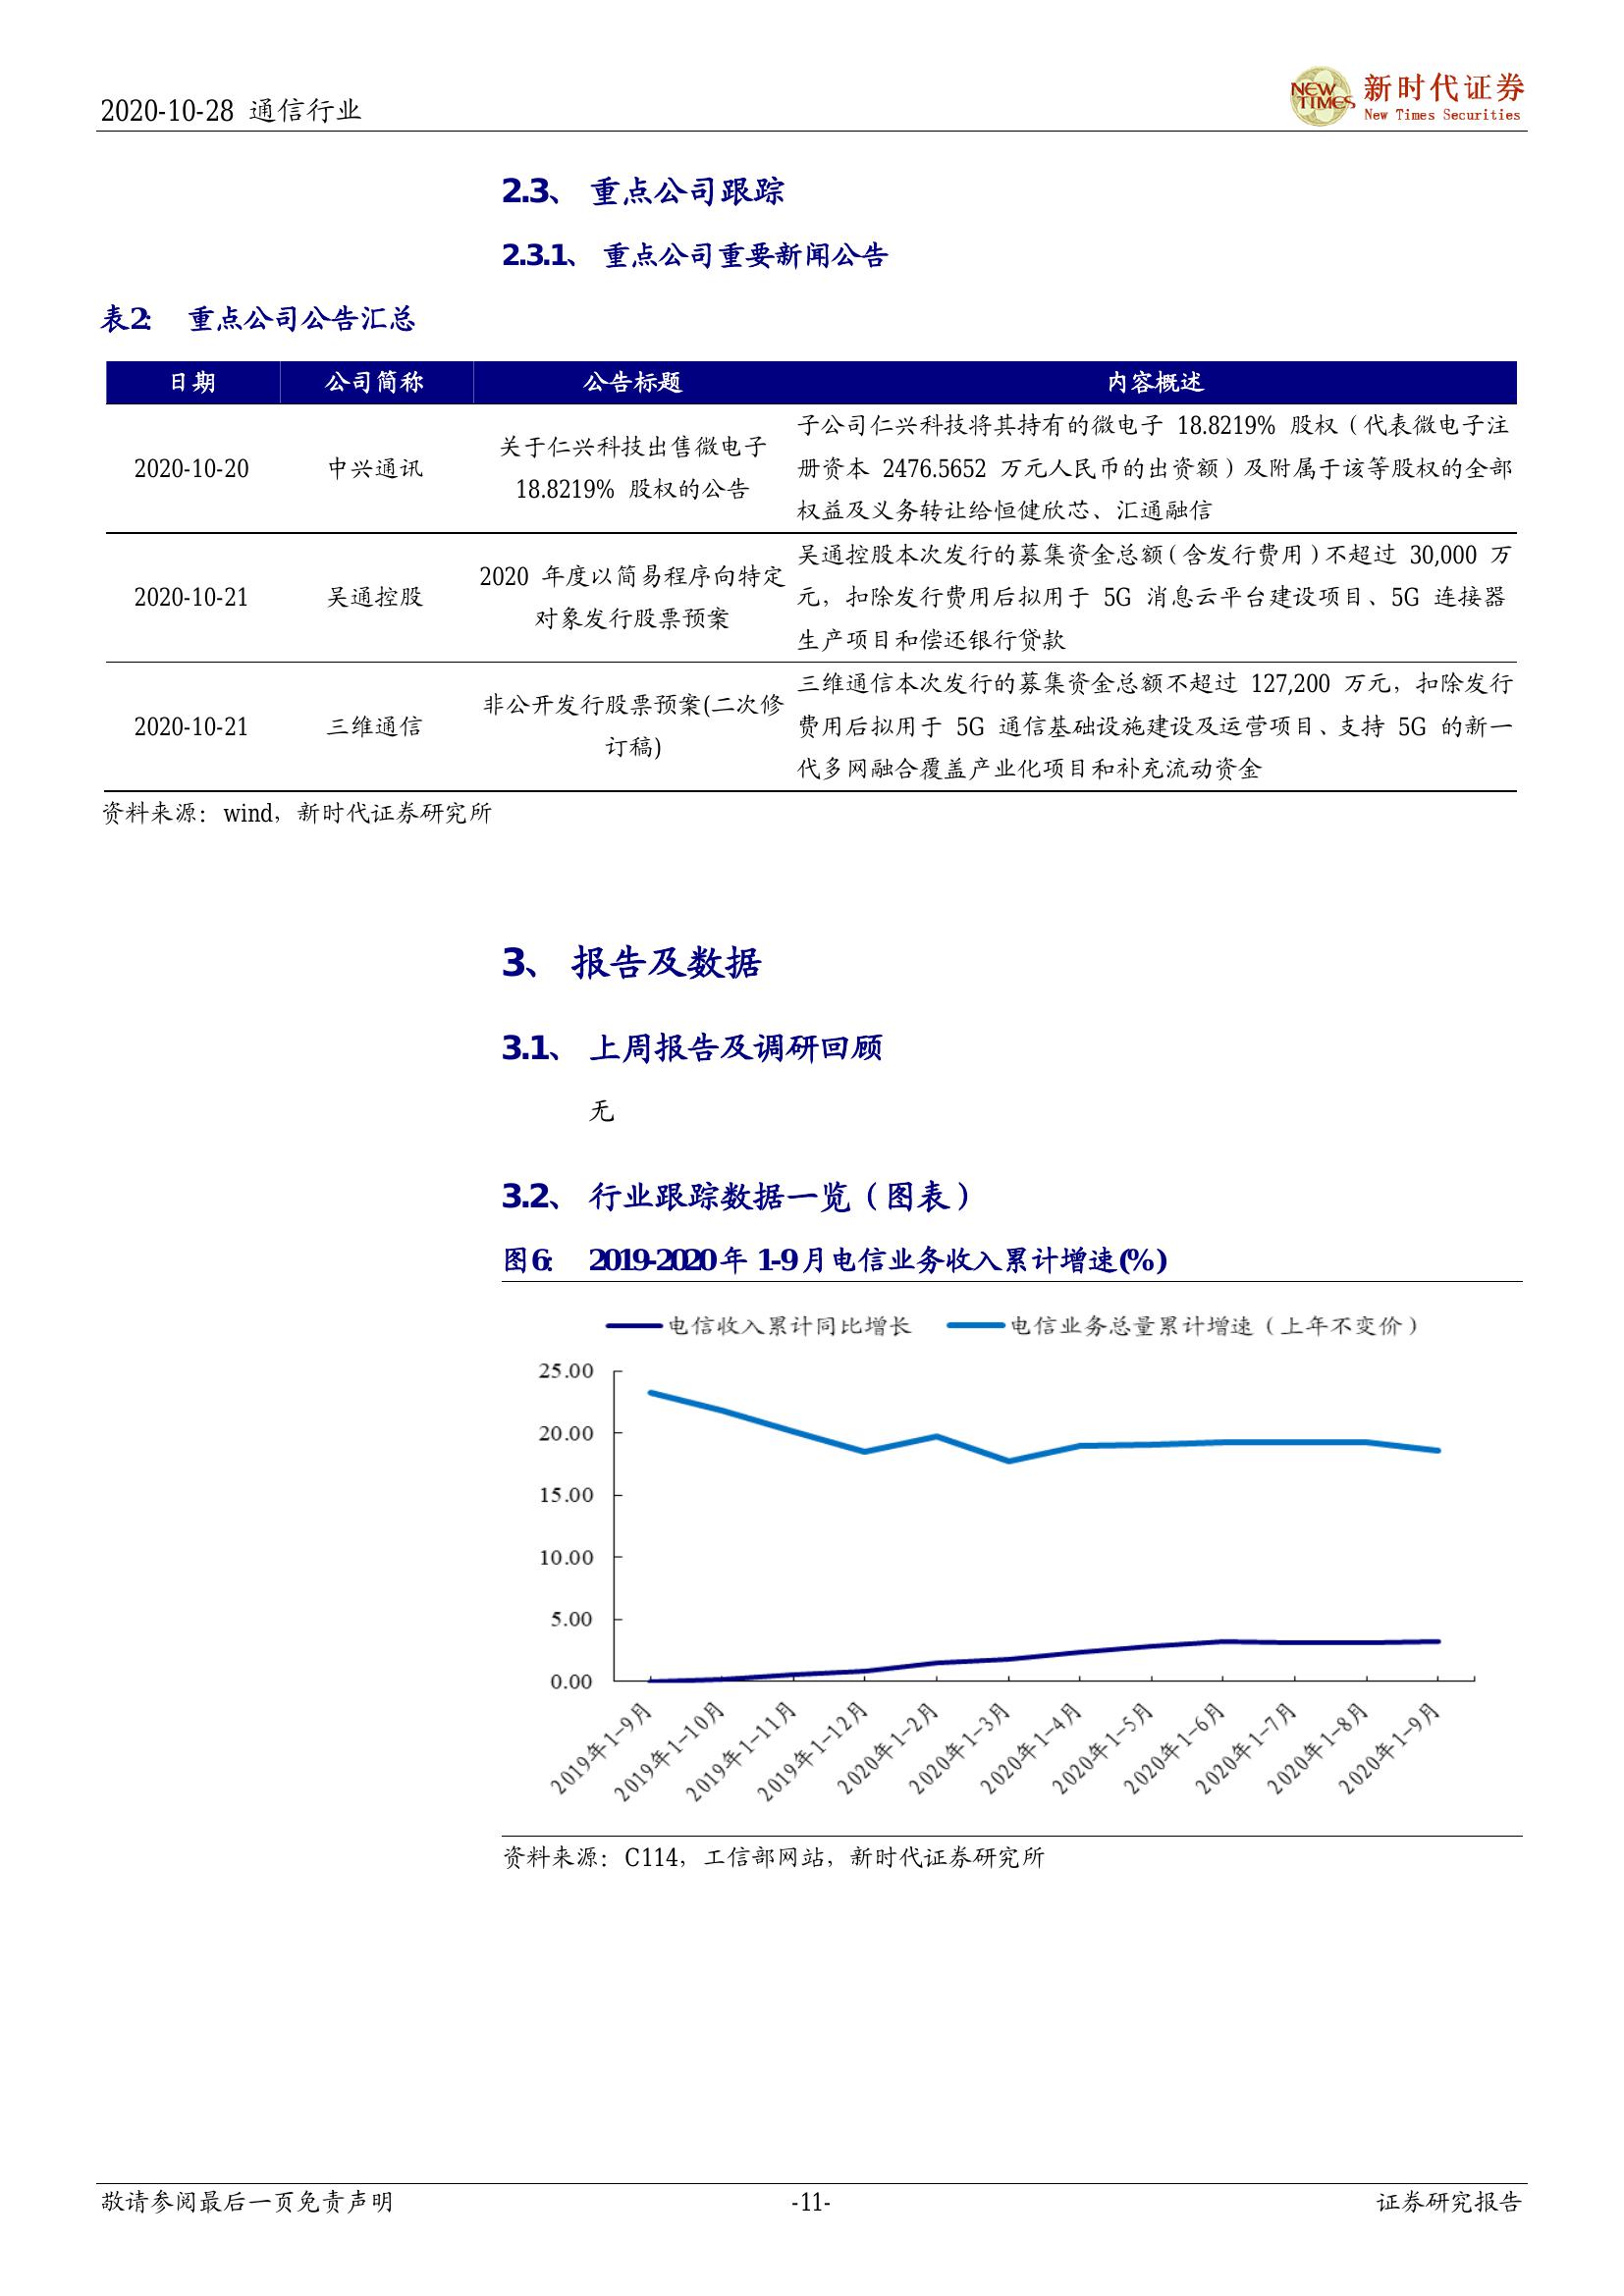 2020-10-28 通信行业
NEW TIMES
新时代证券
New Times Securities
2.3、 重点公司跟踪
2.3.1、 重点公司重要新闻公告
表2: 重点公司公告汇总
日期 公司简称 公告标题 内容概述
2020-10-20
中兴通讯
关于仁兴科技出售微电子
18.8219% 股权的公告
子公司仁兴科技将其持有的微电子 18.8219% 股权（代表微电子注
册资本 2476.5652 万元人民币的出资额）及附属于该等股权的全部
权益及义务转让给恒健欣芯、汇通融信
2020-10-21
吴通控股
2020 年度以简易程序向特定
对象发行股票预案
吴通控股本次发行的募集资金总额（含发行费用）不超过 30,000 万
元，扣除发行费用后拟用于 5G 消息云平台建设项目、5G 连接器
生产项目和偿还银行贷款
2020-10-21
三维通信
非公开发行股票预案(二次修
订稿)
三维通信本次发行的募集资金总额不超过 127,200 万元，扣除发行
费用后拟用于 5G 通信基础设施建设及运营项目、支持 5G 的新一
代多网融合覆盖产业化项目和补充流动资金
资料来源：wind，新时代证券研究所
3、 报告及数据
3.1、 上周报告及调研回顾
无
3.2、 行业跟踪数据一览（图表）
图6: 2019-2020年 1-9月电信业务收入累计增速(%)
电信收入累计同比增长 电信业务总量累计增速（上年不变价）
25.00
20.00
15.00
10.00
5.00
0.00
2019年1-9月
2019年1-10月
2019年1-11月
2019年1-12月
2020年1-2月
2020年1-3月
2020年1-4月
2020年1-5月
2020年1-6月
2020年1-7月
2020年1-8月
2020年1-9月
资料来源：C114，工信部网站，新时代证券研究所
敬请参阅最后一页免责声明 -11- 证券研究报告